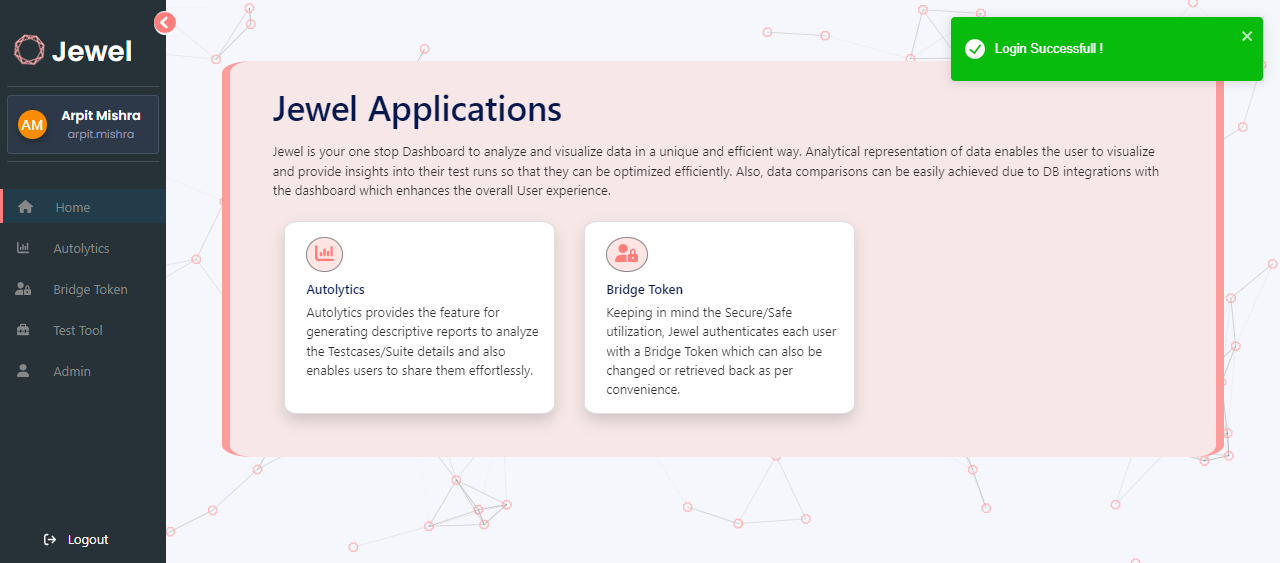 Jewel
AM
Arpit Mishra
arpit.mishra
Home
Autolytics
Bridge Token
Test Tool
Admin
Logout
Login Successfull !
Jewel Applications
Jewel is your one stop Dashboard to analyze and visualize data in a unique and efficient way. Analytical representation of data enables the user to visualize
and provide insights into their test runs so that they can be optimized efficiently. Also, data comparisons can be easily achieved due to DB integrations with
the dashboard which enhances the overall User experience.
Autolytics
Autolytics provides the feature for
generating descriptive reports to analyze
the Testcases/Suite details and also
enables users to share them effortlessly.
Bridge Token
Keeping in mind the Secure/Safe
utilization, Jewel authenticates each user
with a Bridge Token which can also be
changed or retrieved back as per
convenience.